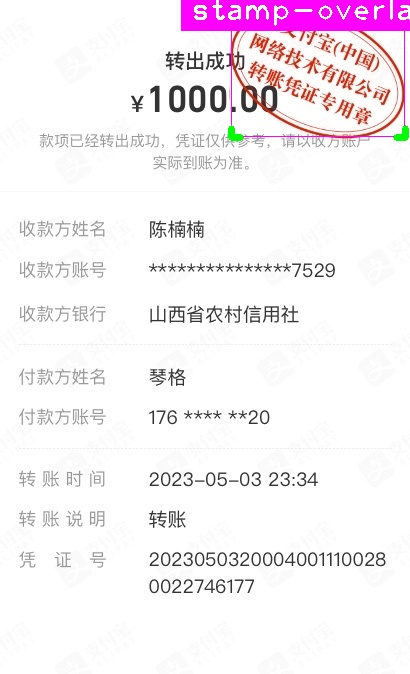 stamp-overla
支付宝(中国)
网络技术有限公司
转账凭证专用章
转出成功
¥1000.00
款项已经转出成功，凭证仅供参考，请以收方账户
实际到账为准。
收款方姓名 陈楠楠
收款方账号 ***************7529
收款方银行 山西省农村信用社
付款方姓名 琴格
付款方账号 176 **** **20
转账时间 2023-05-03 23:34
转账说明 转账
凭证号 2023050320004001110028
0022746177